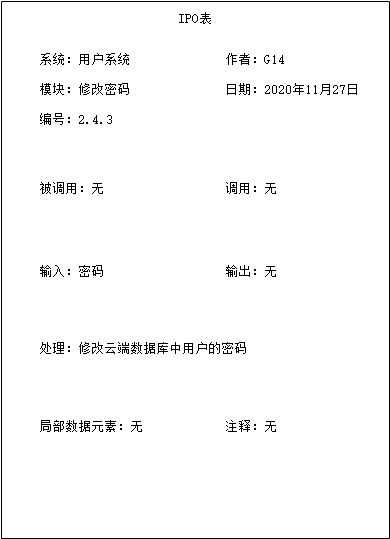 IPO表
系统：用户系统 作者：G14
模块：修改密码 日期：2020年11月27日
编号：2.4.3
被调用：无 调用：无
输入：密码 输出：无
处理：修改云端数据库中用户的密码
局部数据元素：无 注释：无